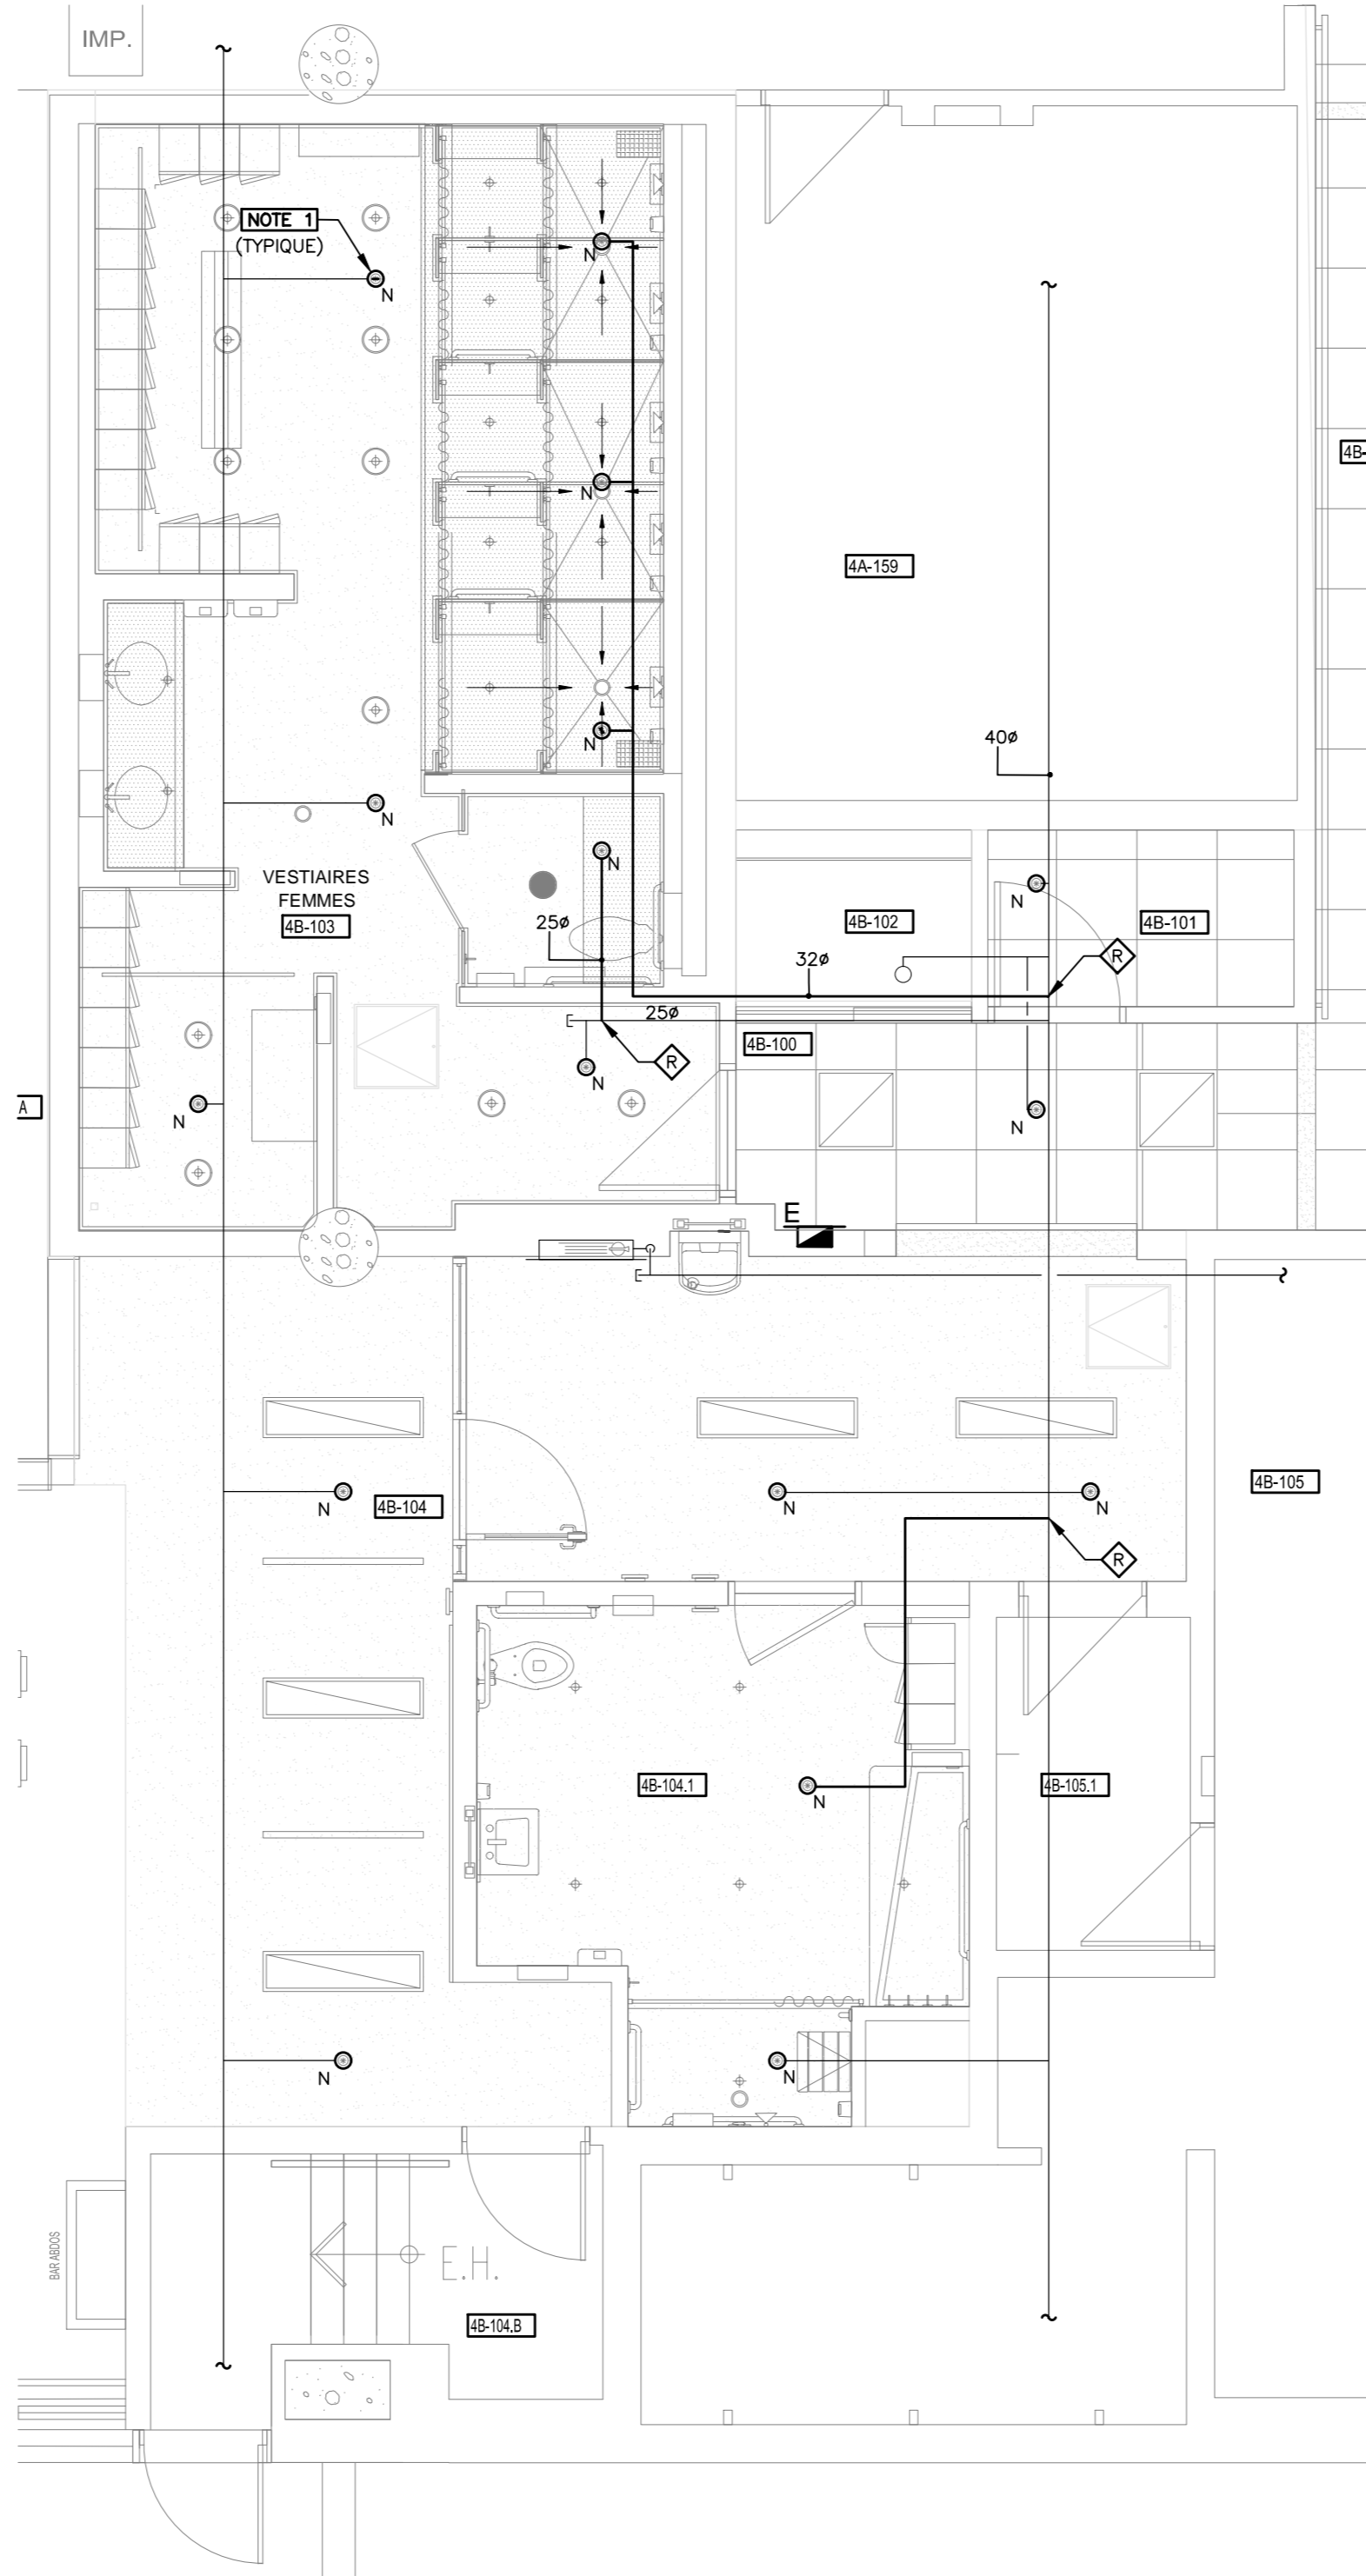 IMP.
NOTE 1
(TYPIQUE)
N
N
4B-
N
4A-159
N
40ø
N
N
VESTIAIRES
FEMMES
4B-103
25ø
32ø
4B-102
N
4B-101
R
25ø
4B-100
R
N
A
N
N
E
4B-105
N
4B-104
N
N
R
4B-104.1
N
4B-105.1
N
N
E.H.
BAR ABDOS
4B-104.B